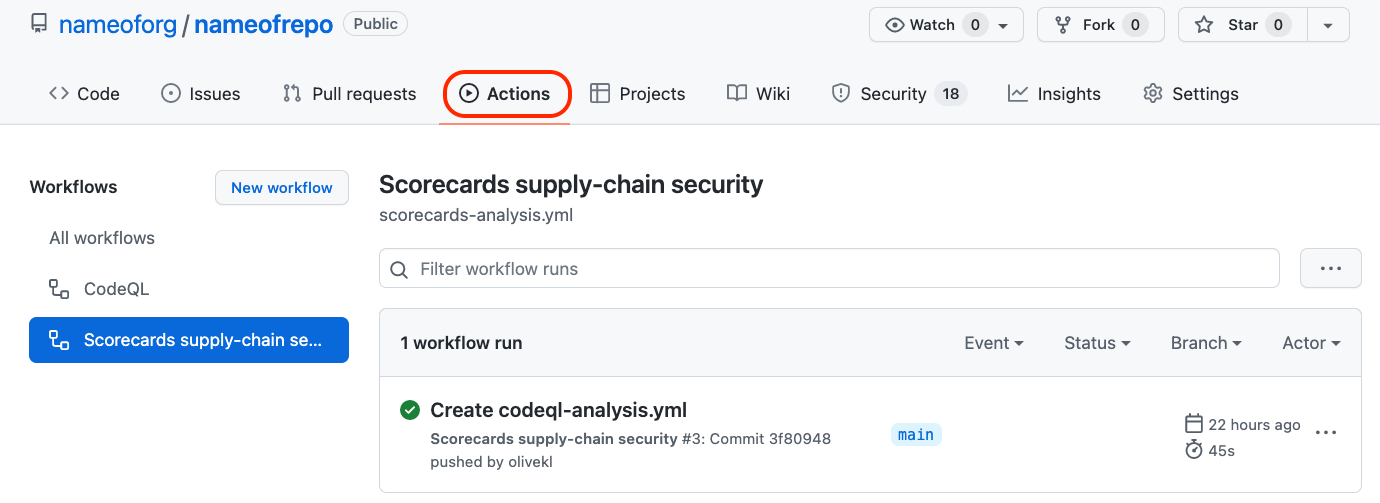 nameoforg / nameofrepo Public Watch 0 Fork 0 Star 0
Code Issues Pull requests Actions Projects Wiki Security 18 Insights Settings
Workflows New workflow
All workflows
CodeQL
Scorecards supply-chain se...
Scorecards supply-chain security
scorecards-analysis.yml
Filter workflow runs
1 workflow run Event Status Branch Actor
Create codeql-analysis.yml
Scorecards supply-chain security #3: Commit 3f80948
pushed by olivekl
main
22 hours ago
45s